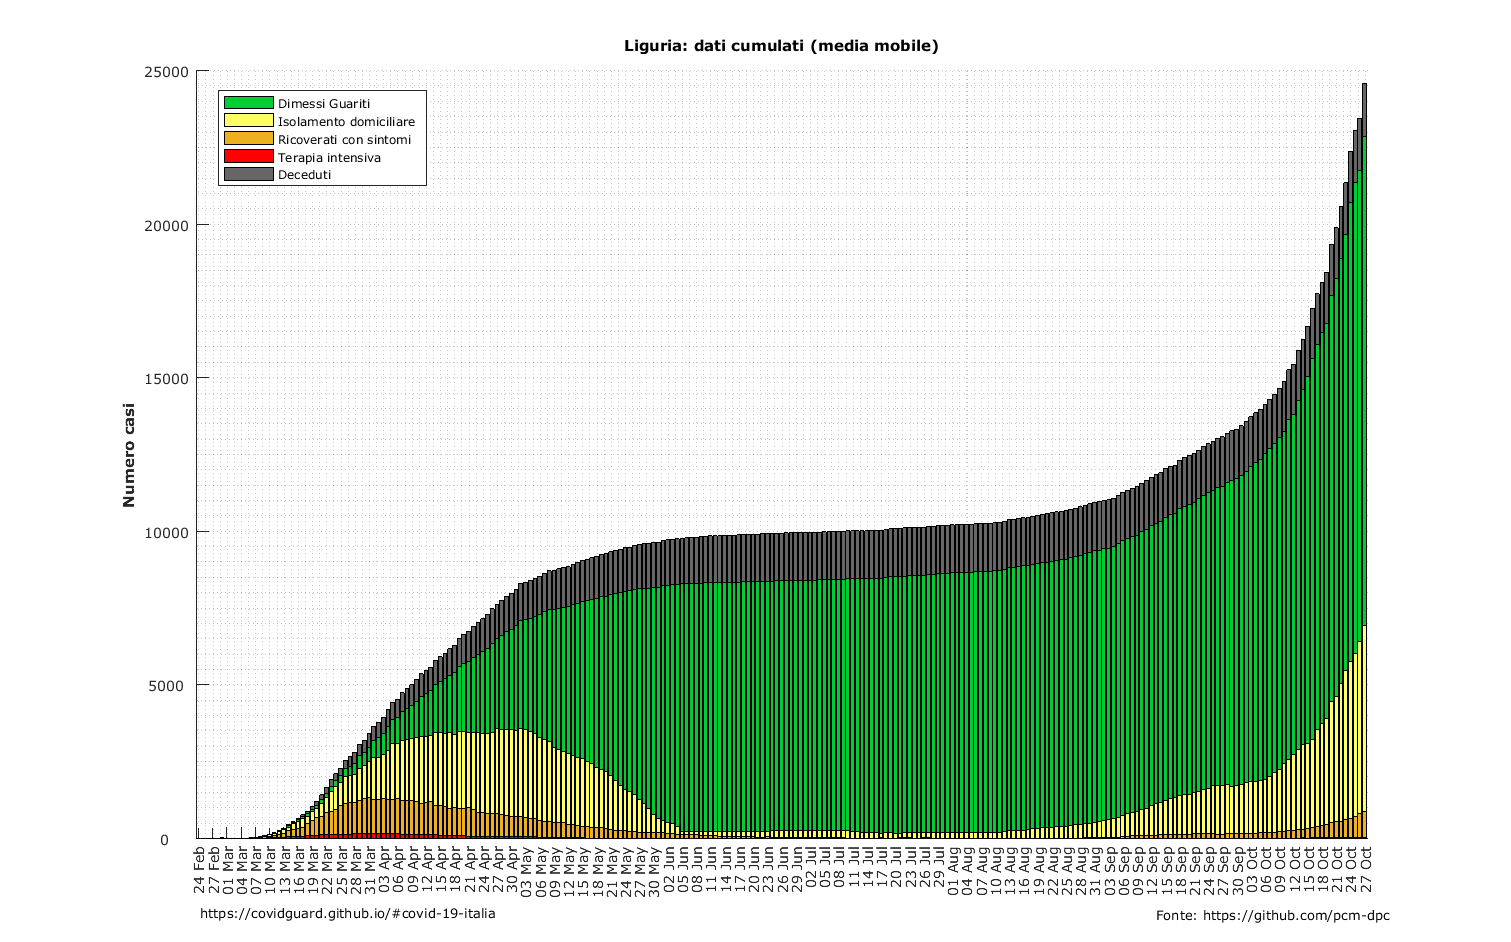 Liguria: dati cumulati (media mobile)
25000
20000
15000
10000
5000
0
Numero casi
Dimessi Guariti
Isolamento domiciliare
Ricoverati con sintomi
Terapia intensiva
Deceduti
24 Feb
27 Feb
01 Mar
04 Mar
07 Mar
10 Mar
13 Mar
16 Mar
19 Mar
22 Mar
25 Mar
28 Mar
31 Mar
03 Apr
06 Apr
09 Apr
12 Apr
15 Apr
18 Apr
21 Apr
24 Apr
27 Apr
30 Apr
03 May
06 May
09 May
12 May
15 May
18 May
21 May
24 May
27 May
30 May
02 Jun
05 Jun
08 Jun
11 Jun
14 Jun
17 Jun
20 Jun
23 Jun
26 Jun
29 Jun
02 Jul
05 Jul
08 Jul
11 Jul
14 Jul
17 Jul
20 Jul
23 Jul
26 Jul
29 Jul
01 Aug
04 Aug
07 Aug
10 Aug
13 Aug
16 Aug
19 Aug
22 Aug
25 Aug
28 Aug
31 Aug
03 Sep
06 Sep
09 Sep
12 Sep
15 Sep
18 Sep
21 Sep
24 Sep
27 Sep
30 Sep
03 Oct
06 Oct
09 Oct
12 Oct
15 Oct
18 Oct
21 Oct
24 Oct
27 Oct
https://covidguard.github.io/#covid-19-italia
Fonte: https://github.com/pcm-dpc